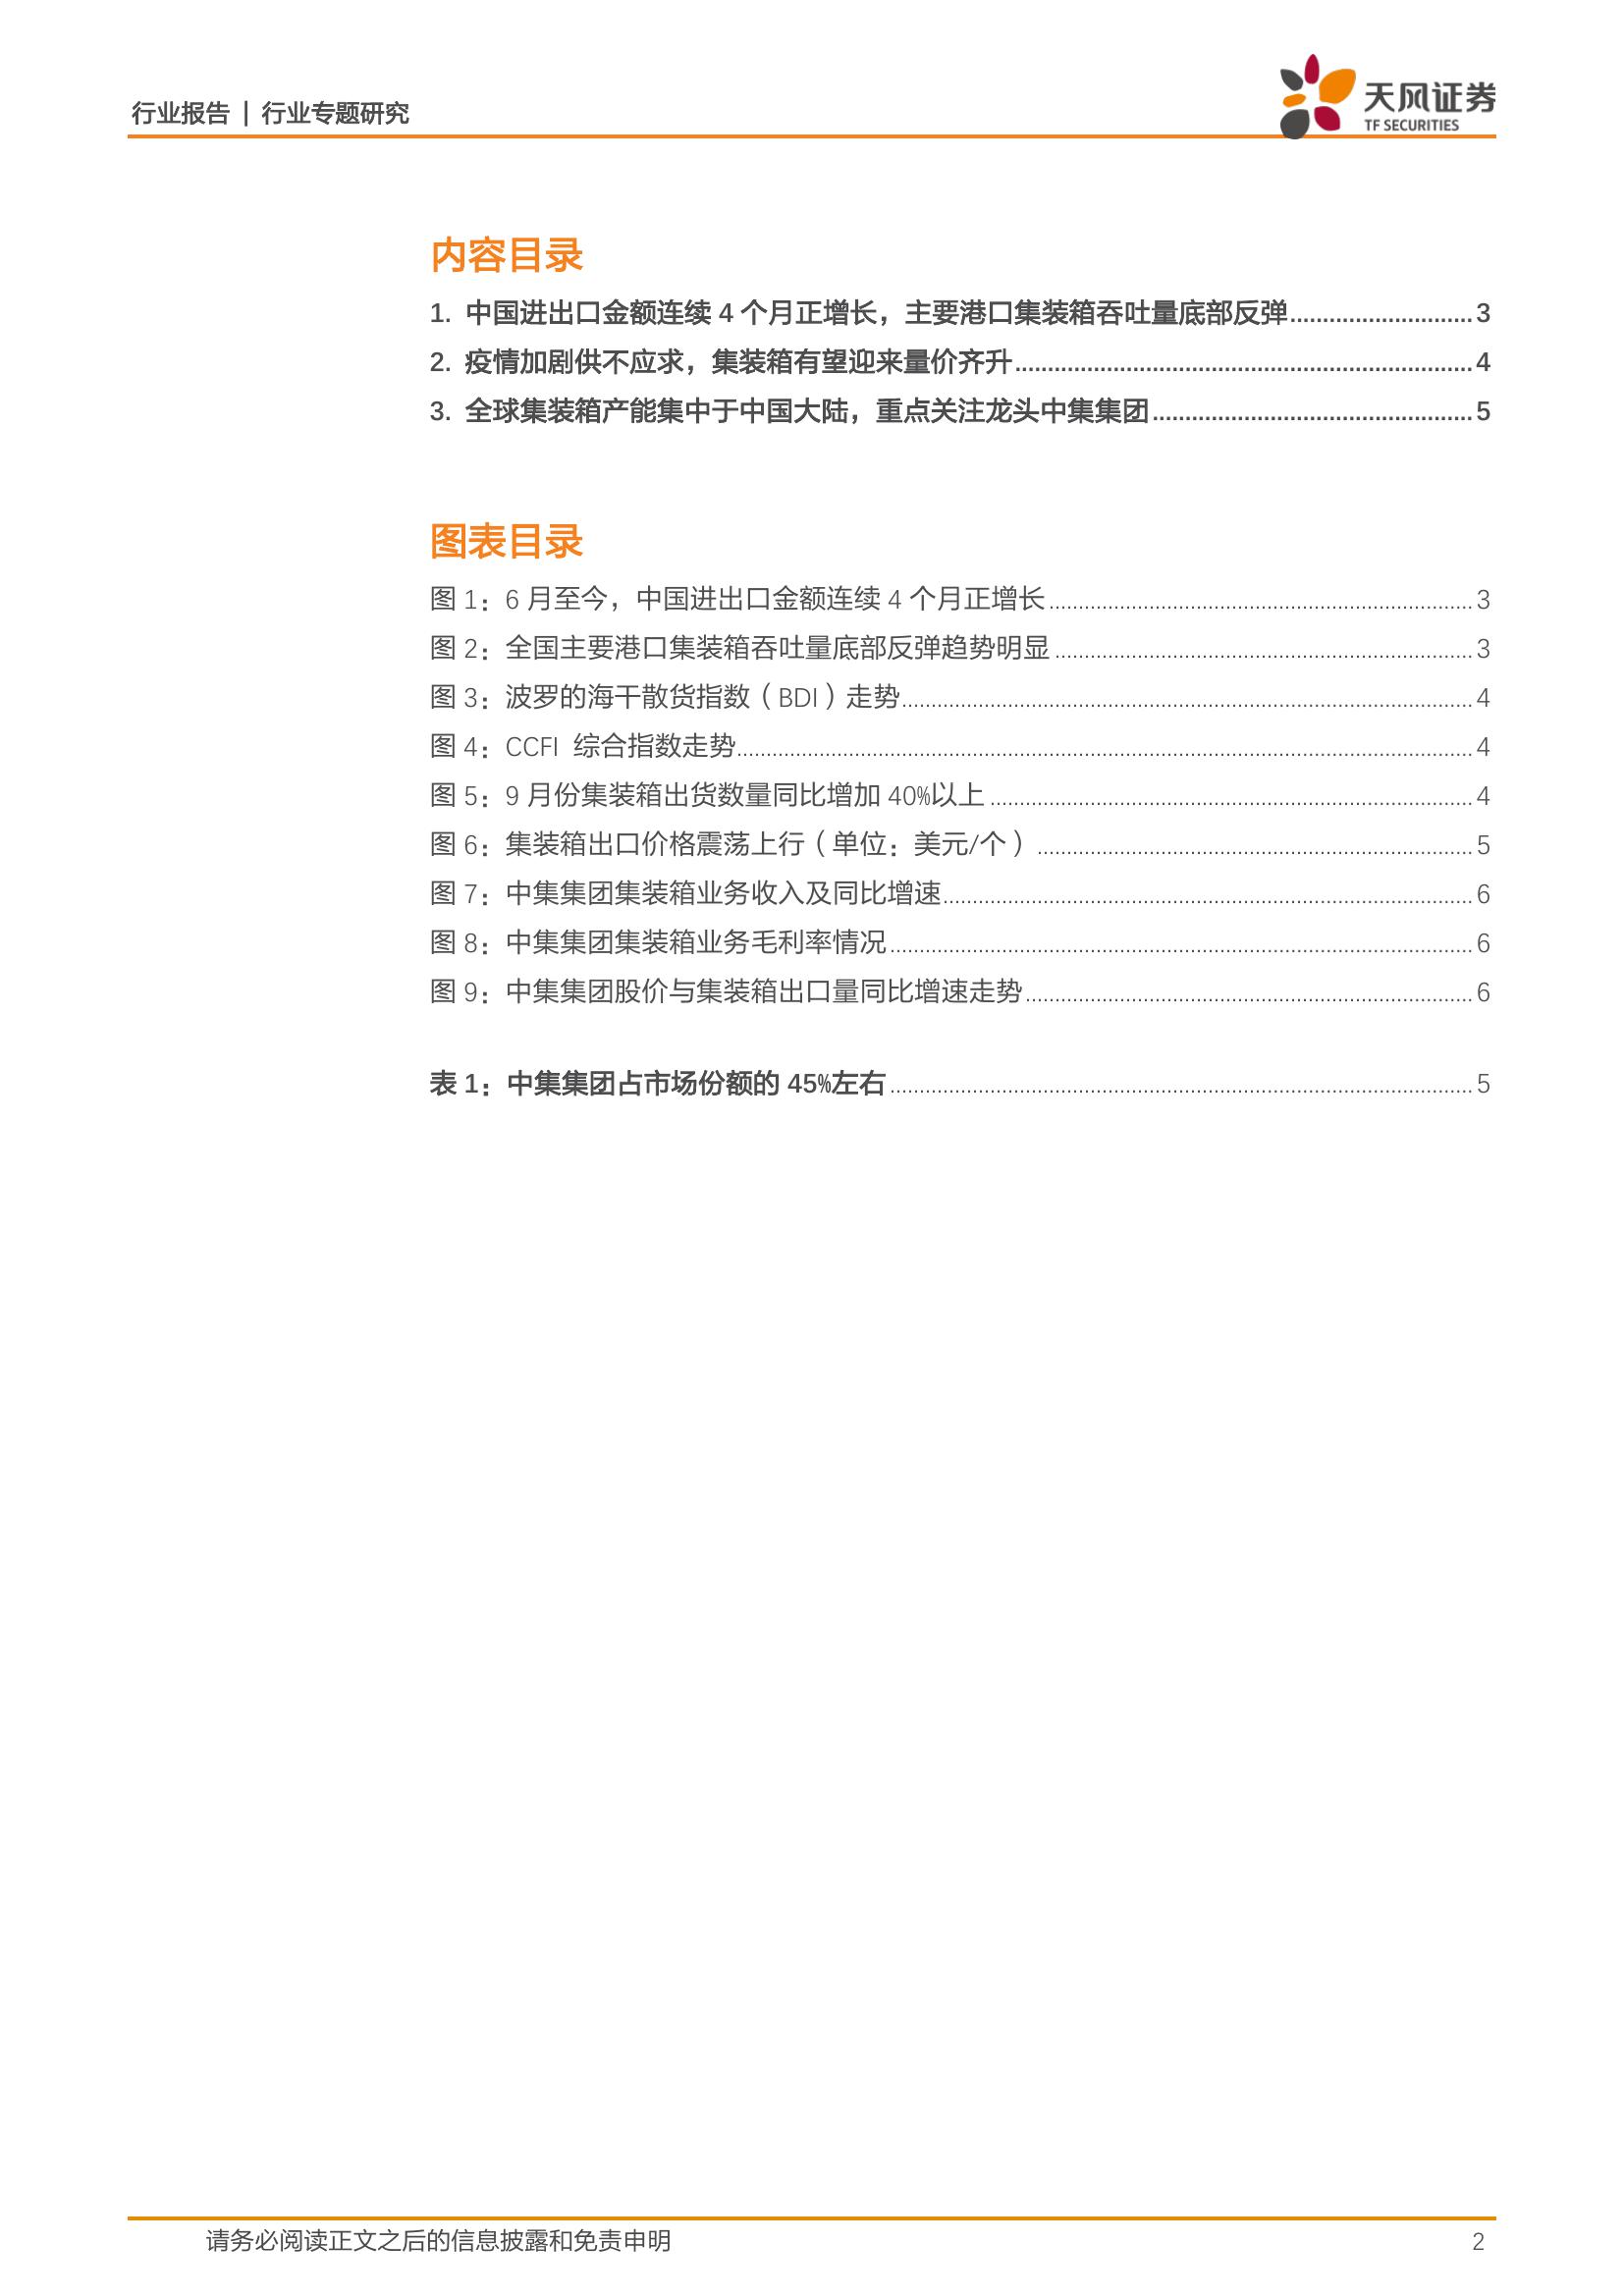 行业报告 | 行业专题研究
天风证券
TF SECURITIES
内容目录
1. 中国进出口金额连续 4 个月正增长，主要港口集装箱吞吐量底部反弹............................3
2. 疫情加剧供不应求，集装箱有望迎来量价齐升......................................................................4
3. 全球集装箱产能集中于中国大陆，重点关注龙头中集集团.................................................5
图表目录
图 1：6 月至今，中国进出口金额连续 4 个月正增长........................................................................3
图 2：全国主要港口集装箱吞吐量底部反弹趋势明显.......................................................................3
图 3：波罗的海干散货指数（BDI）走势.................................................................................................4
图 4：CCFI 综合指数走势.............................................................................................................................4
图 5：9 月份集装箱出货数量同比增加 40%以上..................................................................................4
图 6：集装箱出口价格震荡上行（单位：美元/个）..........................................................................5
图 7：中集集团集装箱业务收入及同比增速..........................................................................................6
图 8：中集集团集装箱业务毛利率情况...................................................................................................6
图 9：中集集团股价与集装箱出口量同比增速走势............................................................................6
表 1：中集集团占市场份额的 45%左右...................................................................................................5
请务必阅读正文之后的信息披露和免责申明
2